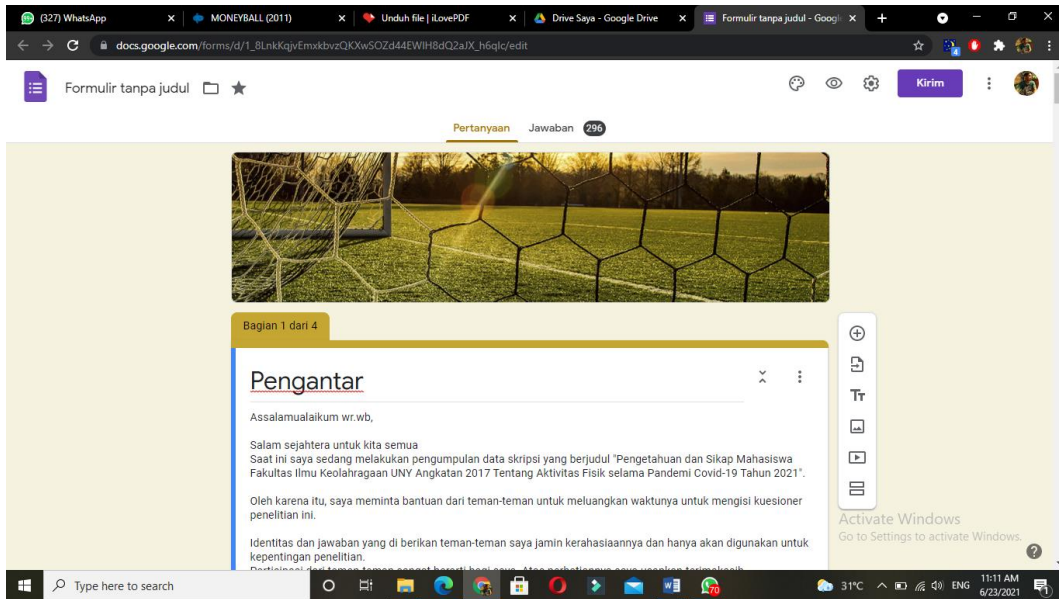 (327) WhatsApp
MONEYBALL (2011)
Unduh file | iLovePDF
Drive Saya - Google Drive
Formulir tanpa judul - Googl
docs.google.com/forms/d/1_8LnkKqjvEmxkbvzQKXwSOZd44EWIH8dQ2aJX_h6qlc/edit
4
Formulir tanpa judul
Kirim
Pertanyaan
Jawaban 296
Bagian 1 dari 4
Pengantar
Assalamualaikum wr.wb,
Salam sejahtera untuk kita semua
Saat ini saya sedang melakukan pengumpulan data skripsi yang berjudul "Pengetahuan dan Sikap Mahasiswa
Fakultas Ilmu Keolahragaan UNY Angkatan 2017 Tentang Aktivitas Fisik selama Pandemi Covid-19 Tahun 2021".
Oleh karena itu, saya meminta bantuan dari teman-teman untuk meluangkan waktunya untuk mengisi kuesioner
penelitian ini.
Identitas dan jawaban yang di berikan teman-teman saya jamin kerahasiaannya dan hanya akan digunakan untuk
kepentingan penelitian.
Tт
Activate Windows
Go to Settings to activate Windows.
Type here to search
70
31°C
ENG
11:11 AM
6/23/2021